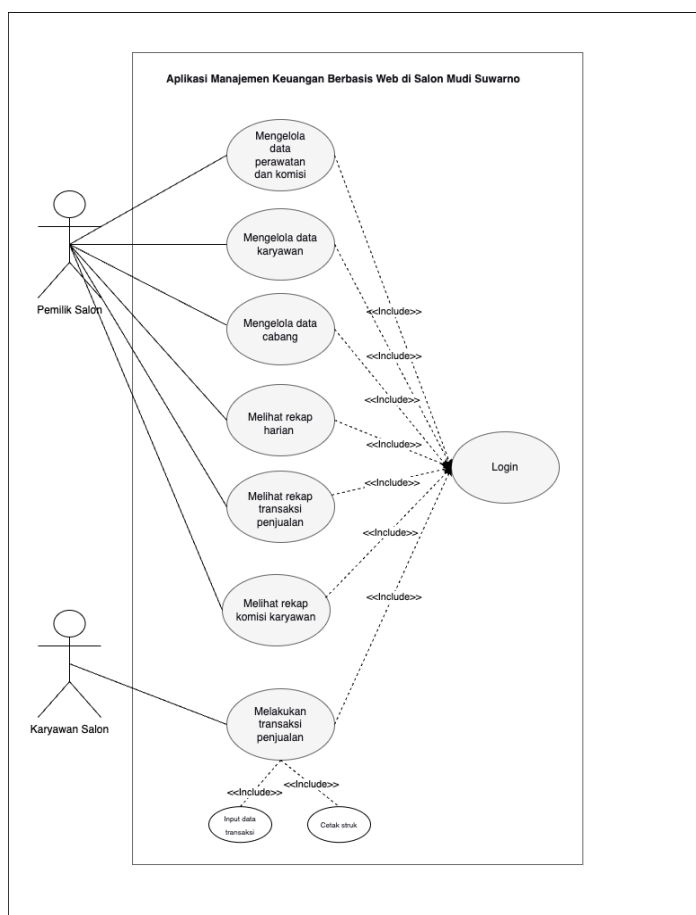 Aplikasi Manajemen Keuangan Berbasis Web di Salon Mudi Suwarno
Mengelola
data
perawatan
dan komisi
Mengelola data
karyawan
Mengelola data
cabang
Melihat rekap
harian
Melihat rekap
transaksi
penjualan
Melihat rekap
komisi karyawan
Melakukan
transaksi
penjualan
Pemilik Salon
Karyawan Salon
<<Include>>
<<Include>>
<<Include>>
<<Include>>
<<Include>>
<<Include>>
<<Include>>
Login
<<Include>>
<<Include>>
Input data
transaksi
Cetak struk